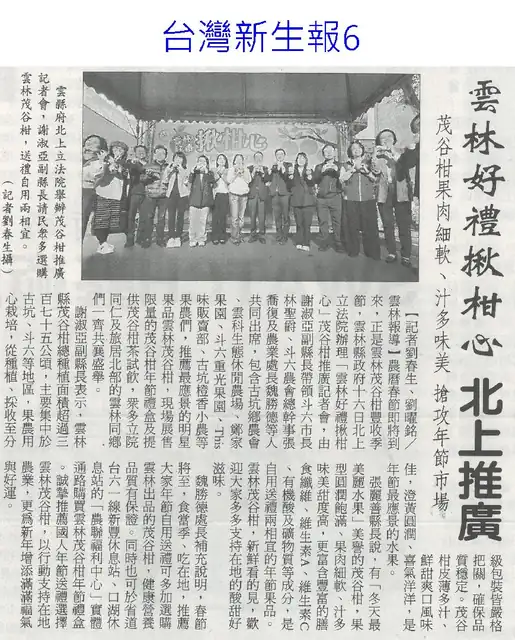 台灣新生報6
雲林好禮揪柑心 北上推廣
茂谷柑果肉細軟、汁多味美 搶攻年節市場
揪柑心
雲縣府北上立法院舉辦茂谷柑推廣
記者會,謝淑亞副縣長請民眾多選購
雲林茂谷柑,送禮自用兩相宜。
(記者劉春生攝)
【記者劉春生、劉曜銘/
雲林報導】農曆春節即將到
來,正是雲林茂谷柑豐收季
節,雲林縣政府十六日北上
立法院辦理「雲林好禮揪柑
心」茂谷柑推廣記者會,由
謝淑亞副縣長帶領斗六市長
林聖爵、斗六農會總幹事張
喬復及農業處長魏勝德等人
共同出席,包含古坑鄉農會
、雲科生態休閒農場、鄭家
果園、斗六重光果園、This
味販賣部、古坑橙香小農等
果農們,推薦最應景的明星
果品雲林茂谷柑,現場展售
限量的茂谷柑年節禮盒及提
供茂谷柑茶試飲,眾多立院
同仁及旅居北部的雲林同鄉
們一齊共襄盛舉。
謝淑亞副縣長表示,雲林
縣茂谷柑總種植面積超過三
百七十五公頃,主要集中於
古坑、斗六等地區,果農用
心栽培,從種植、採收至分
級包裝皆嚴格
把關,確保品
質穩定。茂谷
柑皮薄多汁、
鮮甜爽口風味
佳,澄黃圓潤、喜氣洋洋,是
年節最應景的水果。
張麗善縣長說,有「冬天最
美麗水果」美譽的茂谷柑,果
型圓潤飽滿、果肉細軟、汁多
味美甜度高,更富含豐富的膳
食纖維、維生素A、維生素C
、有機酸及礦物質等成分,是
自用送禮兩相宜的年節果品。
雲林茂谷柑,新鮮看的見,歡
迎大家多多支持在地的酸甜好
滋味。
魏勝德處長補充說明,春節
將至,食當季、吃在地,推薦
大家年節自用送禮可多加選購
雲林出品的茂谷柑,健康營養
品質有保證。同時也可於省道
台六一線新豐休息站、口湖休
息站的「農聯福利中心」實體
通路購買雲林茂谷柑年節禮盒
。誠摯推薦國人年節送禮選擇
雲林茂谷柑,以行動支持在地
農業,更為新年增添滿滿福氣
與好運。